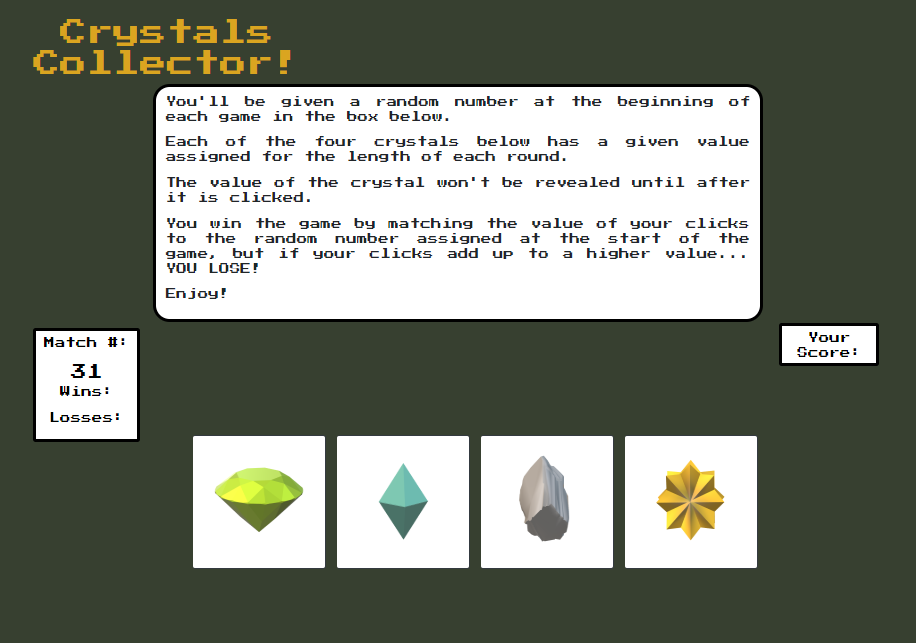 Crystals
Collector!
You'll be given a random number at the beginning of
each game in the box below.
Each of the four crystals below has a given value
assigned for the length of each round.
The value of the crystal won't be revealed until after
it is clicked.
You win the game by matching the value of your clicks
to the random number assigned at the start of the
game, but if your clicks add up to a higher value...
YOU LOSE!
Enjoy!
Match #:
31
Wins:
Losses:
Your
Score: